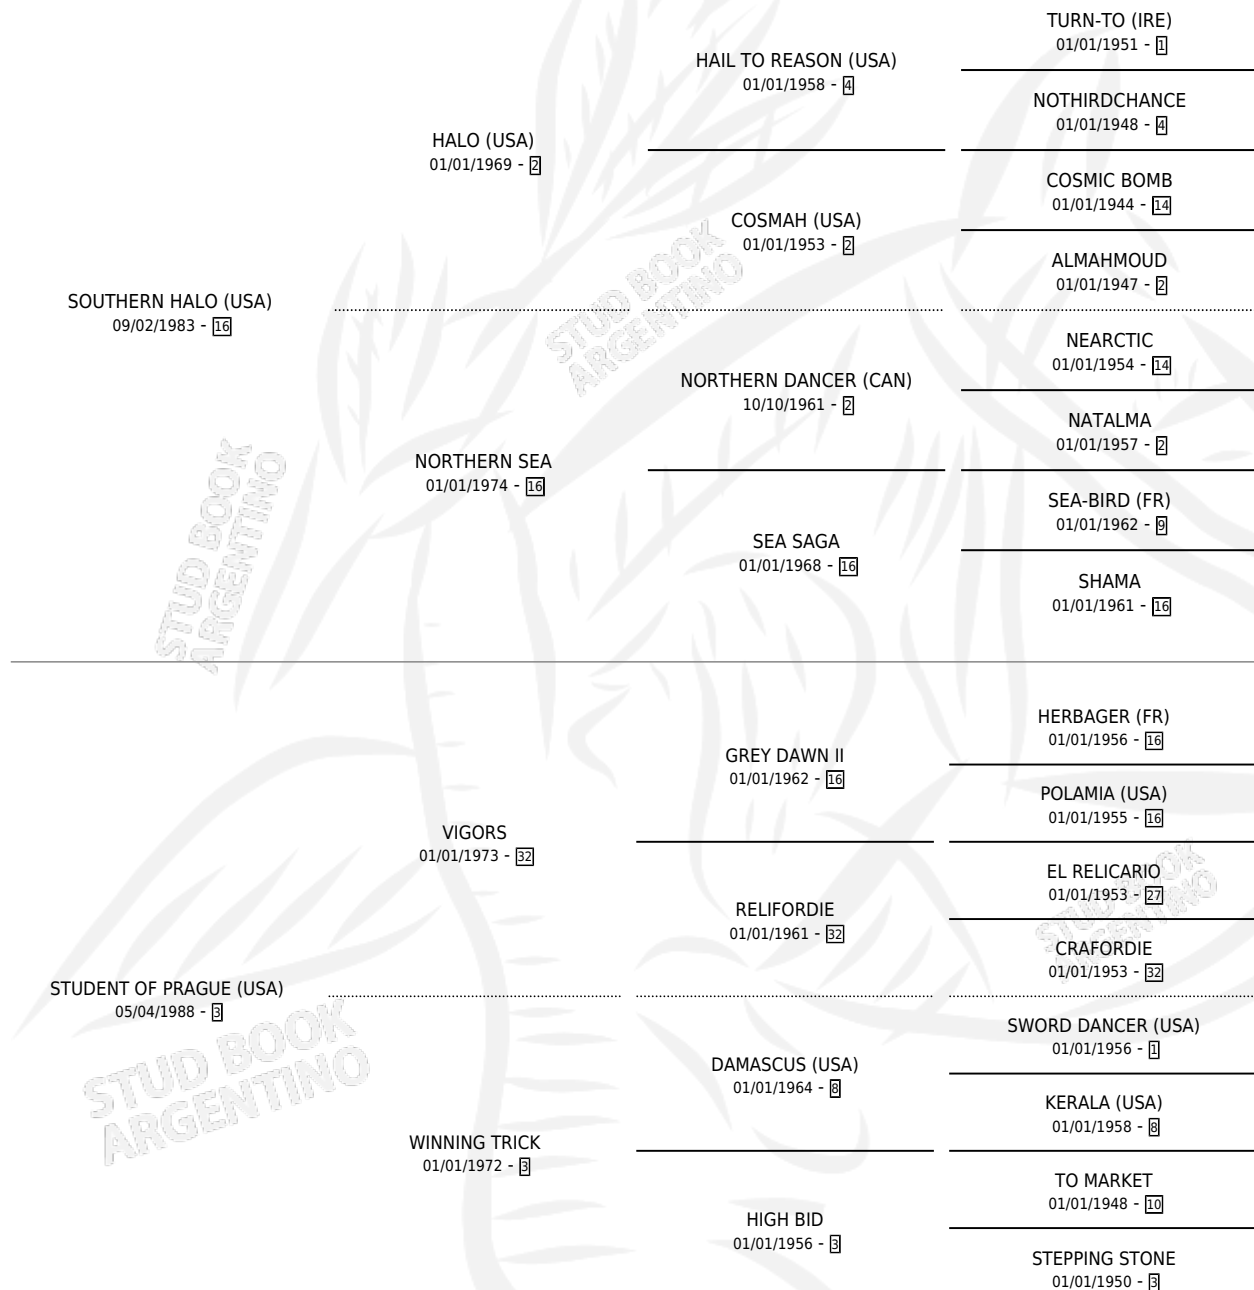 TURN-TO (IRE)
01/01/1951 - 1
HAIL TO REASON (USA)
01/01/1958 - 4
NOTHIRDCHANCE
01/01/1948 - 4
HALO (USA)
01/01/1969 - 2
COSMIC BOMB
01/01/1944 - 14
COSMAH (USA)
01/01/1953 - 2
ALMAHMOUD
01/01/1947 - 2
SOUTHERN HALO (USA)
09/02/1983 - 16
NEARCTIC
01/01/1954 - 14
NORTHERN DANCER (CAN)
10/10/1961 - 2
NATALMA
01/01/1957 - 2
NORTHERN SEA
01/01/1974 - 16
SEA-BIRD (FR)
01/01/1962 - 9
SEA SAGA
01/01/1968 - 16
SHAMA
01/01/1961 - 16
HERBAGER (FR)
01/01/1956 - 16
GREY DAWN II
01/01/1962 - 16
POLAMIA (USA)
01/01/1955 - 16
VIGORS
01/01/1973 - 32
EL RELICARIO
01/01/1953 - 27
RELIFORDIE
01/01/1961 - 32
CRAFORDIE
01/01/1953 - 32
STUDENT OF PRAGUE (USA)
05/04/1988 - 3
SWORD DANCER (USA)
01/01/1956 - 1
DAMASCUS (USA)
01/01/1964 - 8
KERALA (USA)
01/01/1958 - 8
WINNING TRICK
01/01/1972 - 3
TO MARKET
01/01/1948 - 10
HIGH BID
01/01/1956 - 3
STEPPING STONE
01/01/1950 - 3
STUD BOOK
ARGENTINO
STUD BOOK
ARGENTINO
STUD BOOK
ARGENTINO
STUD BOOK
ARGENTINO